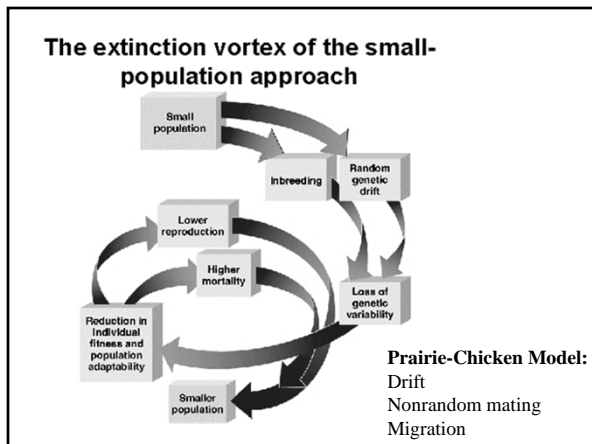 The extinction vortex of the small-
population approach
Small
population
Inbreeding
Random
genetic
drift
Lower
reproduction
Higher
mortality
Loss of
genetic
variability
Reduction in
individual
fitness and
population
adaptability
Smaller
population
Prairie-Chicken Model:
Drift
Nonrandom mating
Migration